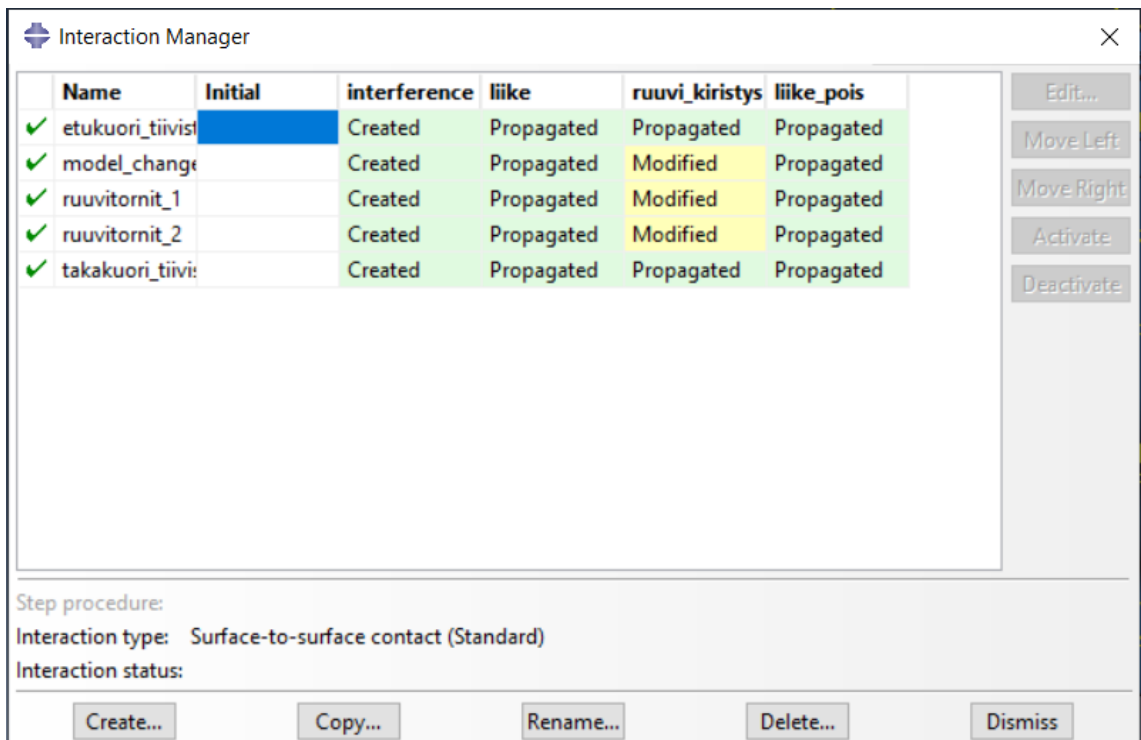 Interaction Manager
Name Initial interference liike ruuvi_kiristys liike_pois
etukuori_tiivist Created Propagated Propagated Propagated
model_change Created Propagated Modified Propagated
ruuvitornit_1 Created Propagated Modified Propagated
ruuvitornit_2 Created Propagated Modified Propagated
takakuori_tiivis Created Propagated Propagated Propagated
Edit...
Move Left
Move Right
Activate
Deactivate
Step procedure:
Interaction type: Surface-to-surface contact (Standard)
Interaction status:
Create... Copy... Rename... Delete... Dismiss